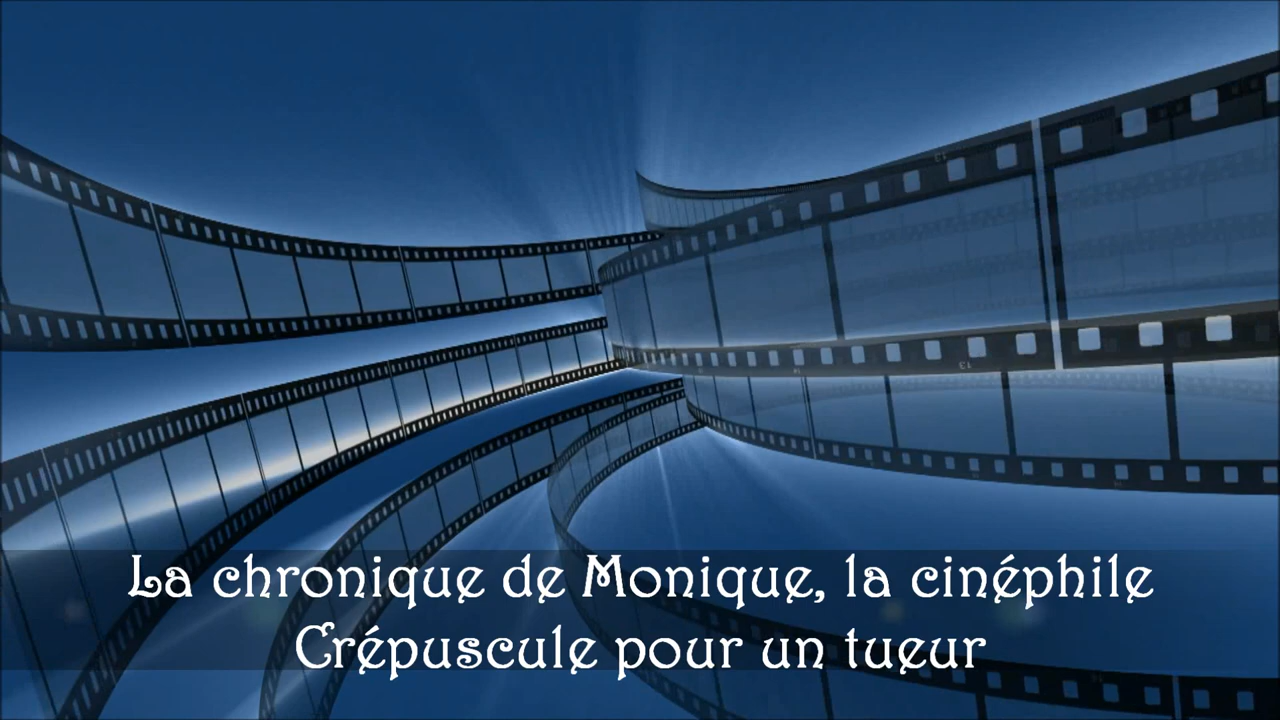 La chronique de Monique, la cinéphile
Crépuscule pour un tueur